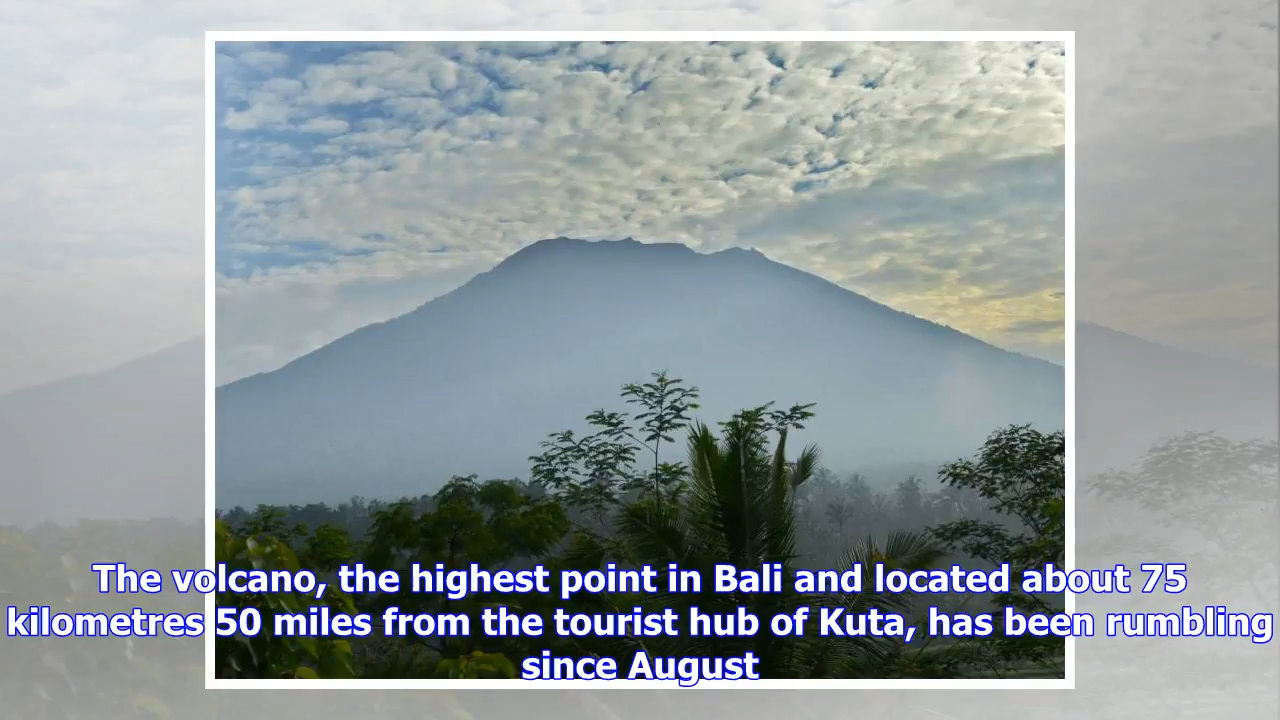 The volcano, the highest point in Bali and located about 75
kilometres 50 miles from the tourist hub of Kuta, has been rumbling
since August